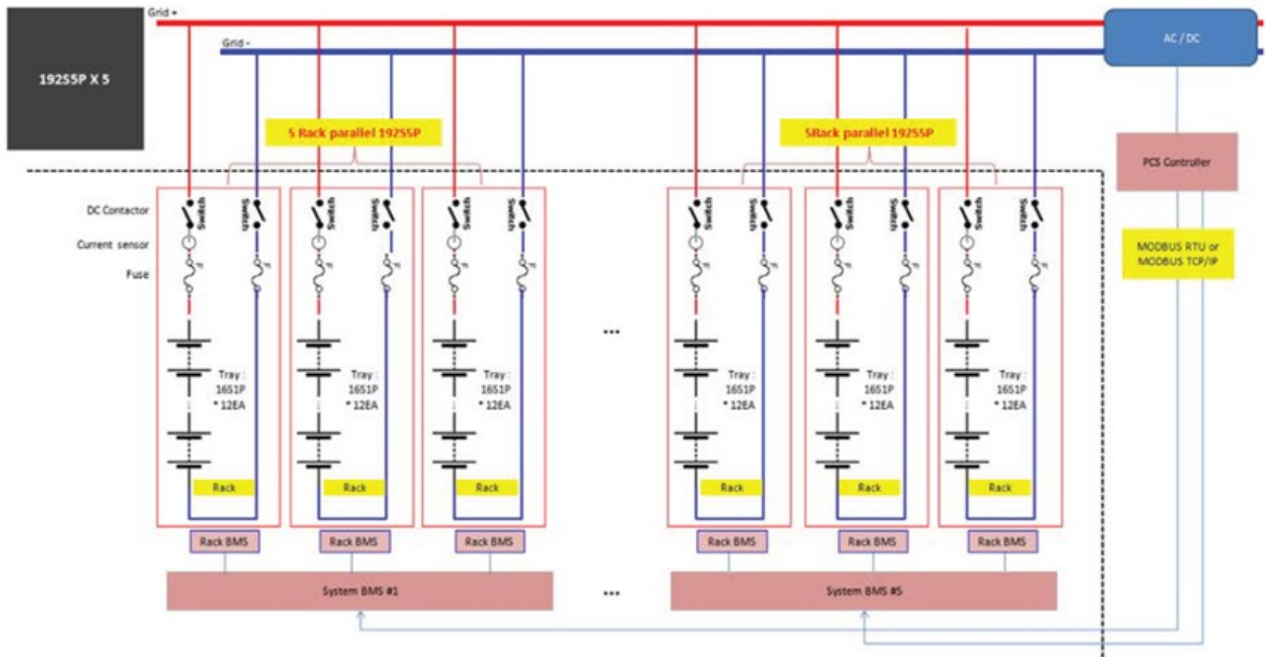 Grid +
Grid -
AC / DC
192S5P X 5
5 Rack parallel 192S5P
5Rack parallel 192S5P
PCS Controller
DC Contactor
Switch
Switch
Switch
Switch
Switch
Switch
Switch
Switch
Switch
Switch
Switch
Switch
Current sensor
MODBUS RTU or
MODBUS TCP/IP
Fuse
F
F
F
F
F
F
F
F
F
F
F
F
...
Tray :
16S1P
* 12EA
Tray :
16S1P
* 12EA
Tray :
16S1P
* 12EA
Tray :
16S1P
* 12EA
Tray :
16S1P
* 12EA
Tray :
16S1P
* 12EA
Rack
Rack
Rack
Rack
Rack
Rack
Rack BMS
Rack BMS
Rack BMS
Rack BMS
Rack BMS
Rack BMS
System BMS #1
...
System BMS #5